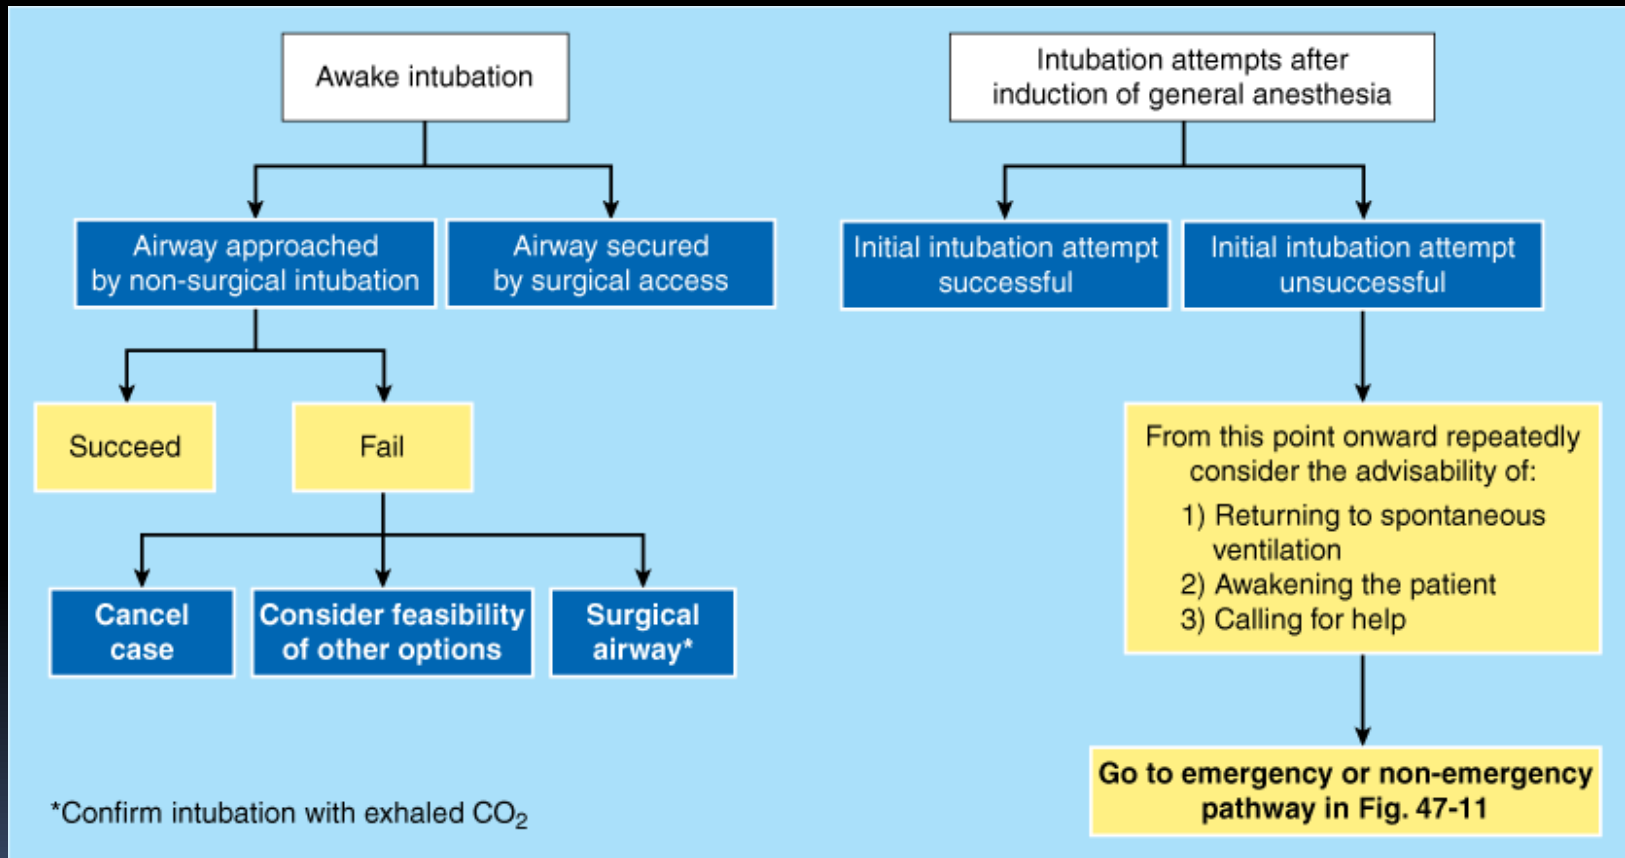 Awake intubation
Airway approached
by non-surgical intubation
Airway secured
by surgical access
Succeed
Fail
Cancel
case
Consider feasibility
of other options
Surgical
airway*
*Confirm intubation with exhaled CO₂
Intubation attempts after
induction of general anesthesia
Initial intubation attempt
successful
Initial intubation attempt
unsuccessful
From this point onward repeatedly
consider the advisability of:
1) Returning to spontaneous
ventilation
2) Awakening the patient
3) Calling for help
Go to emergency or non-emergency
pathway in Fig. 47-11